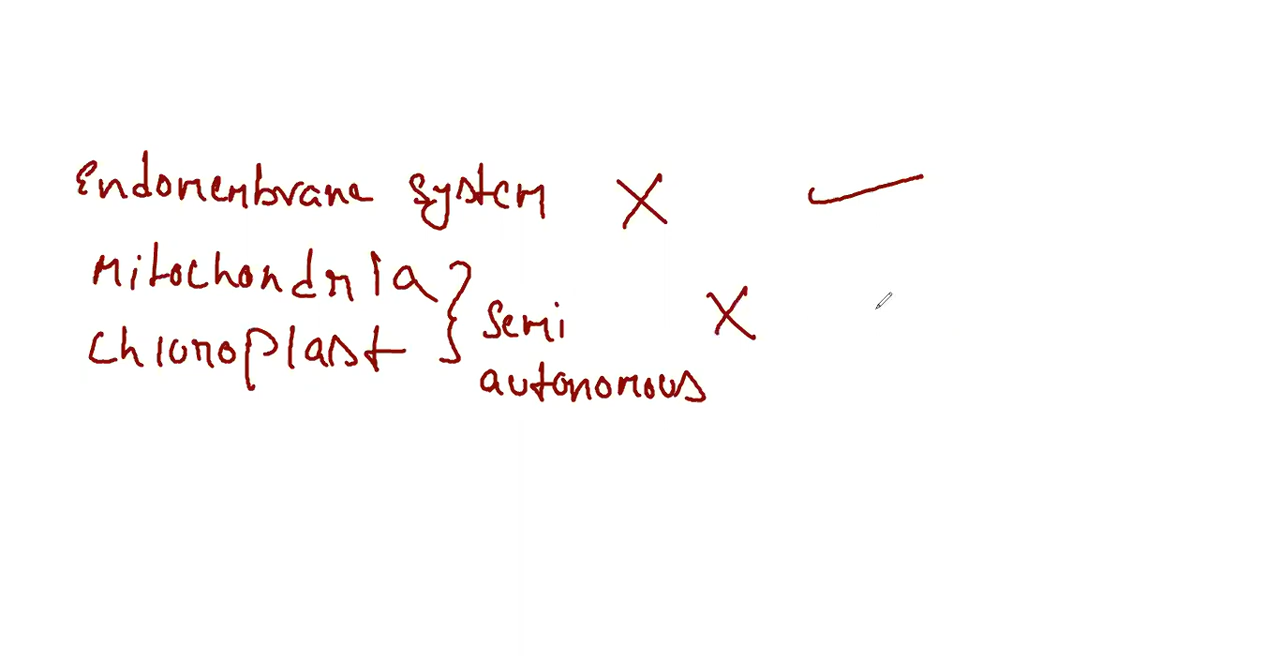 Endomembrane system X ✓
Mitochondria
Chloroplast } semi X
autonomous